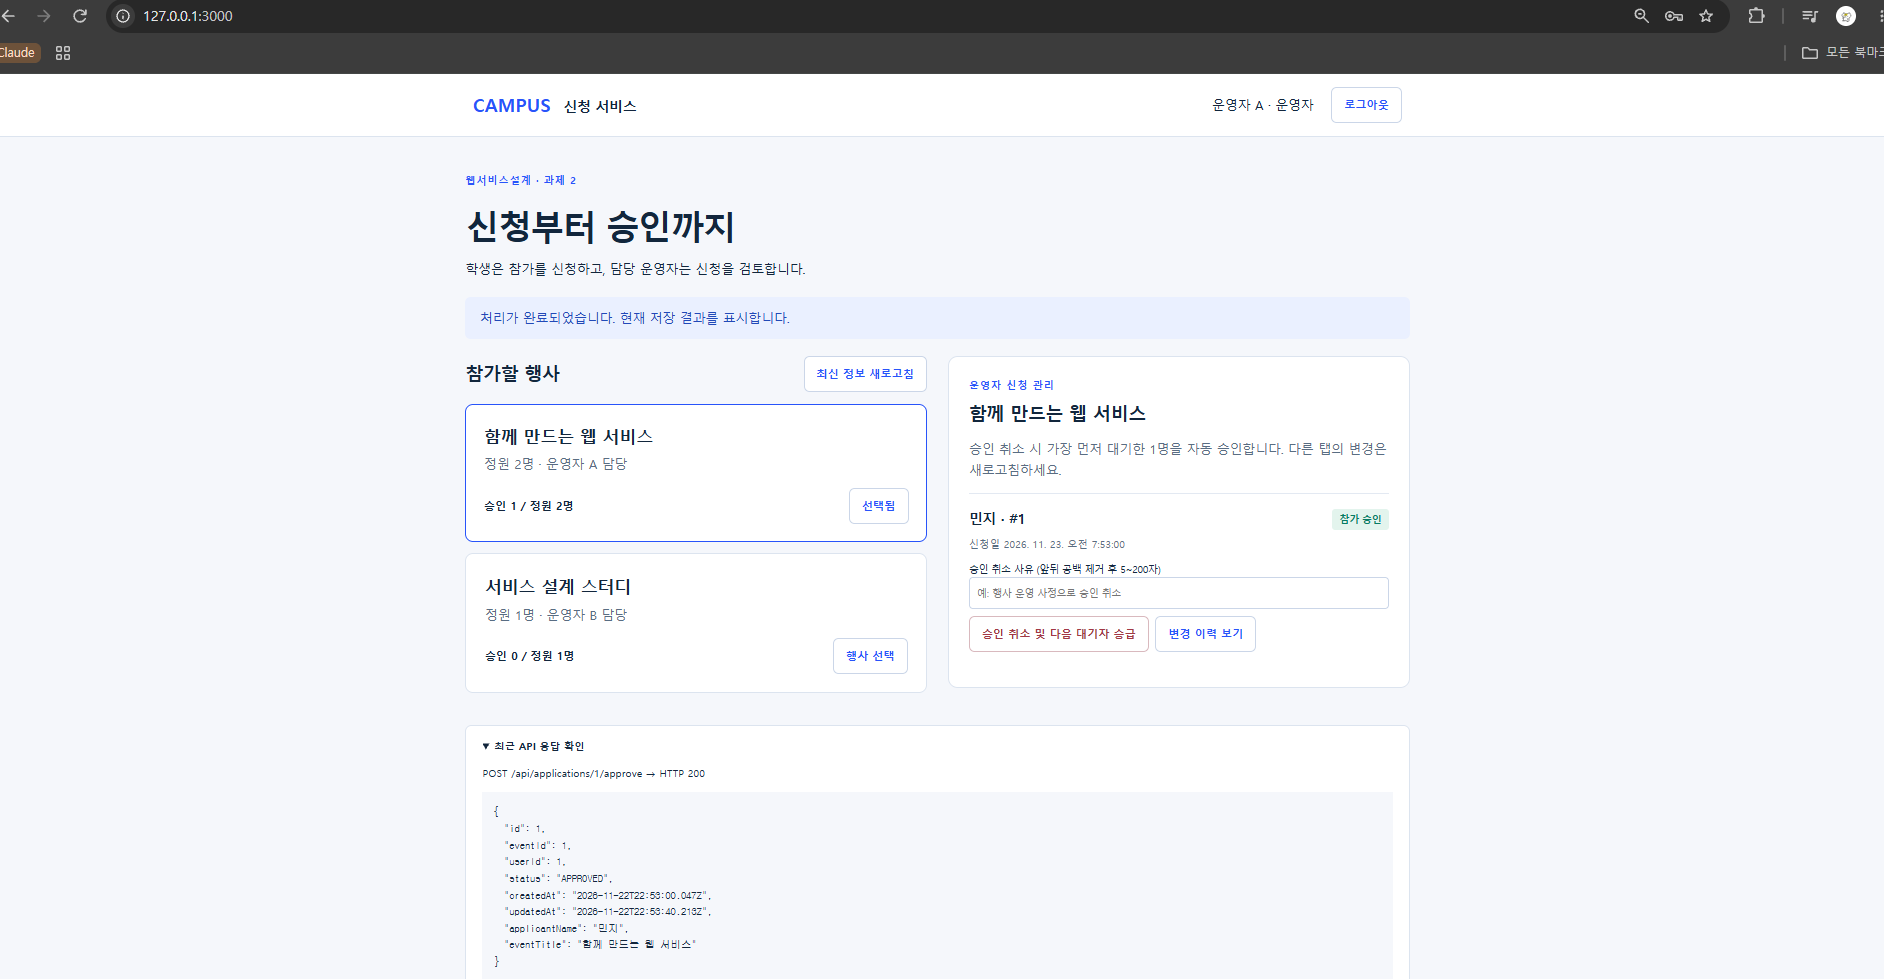 127.0.0.1:3000
Claude
CAMPUS 신청 서비스
운영자 A · 운영자
로그아웃
웹서비스설계 · 과제 2
신청부터 승인까지
학생은 참가를 신청하고, 담당 운영자는 신청을 검토합니다.
처리가 완료되었습니다. 현재 저장 결과를 표시합니다.
참가할 행사
최신 정보 새로고침
함께 만드는 웹 서비스
정원 2명 · 운영자 A 담당
승인 1 / 정원 2명
선택됨
서비스 설계 스터디
정원 1명 · 운영자 B 담당
승인 0 / 정원 1명
행사 선택
운영자 신청 관리
함께 만드는 웹 서비스
승인 취소 시 가장 먼저 대기한 1명을 자동 승인합니다. 다른 탭의 변경은
새로고침하세요.
민지 · #1
참가 승인
신청일 2026. 11. 23. 오전 7:53:00
승인 취소 사유 (앞뒤 공백 제거 후 5~200자)
예: 행사 운영 사정으로 승인 취소
승인 취소 및 다음 대기자 승급
변경 이력 보기
▼ 최근 API 응답 확인
POST /api/applications/1/approve → HTTP 200
{
"id": 1,
"eventId": 1,
"userId": 1,
"status": "APPROVED",
"createdAt": "2026-11-22T22:53:00.047Z",
"updatedAt": "2026-11-22T22:53:40.213Z",
"applicantName": "민지",
"eventTitle": "함께 만드는 웹 서비스"
}